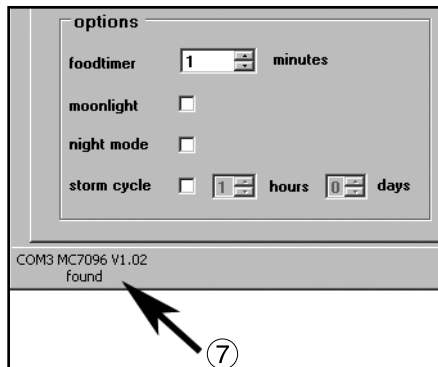 options
foodtimer 1 minutes
moonlight
night mode
storm cycle 1 hours 0 days
COM3 MC7096 V1.02
found
7